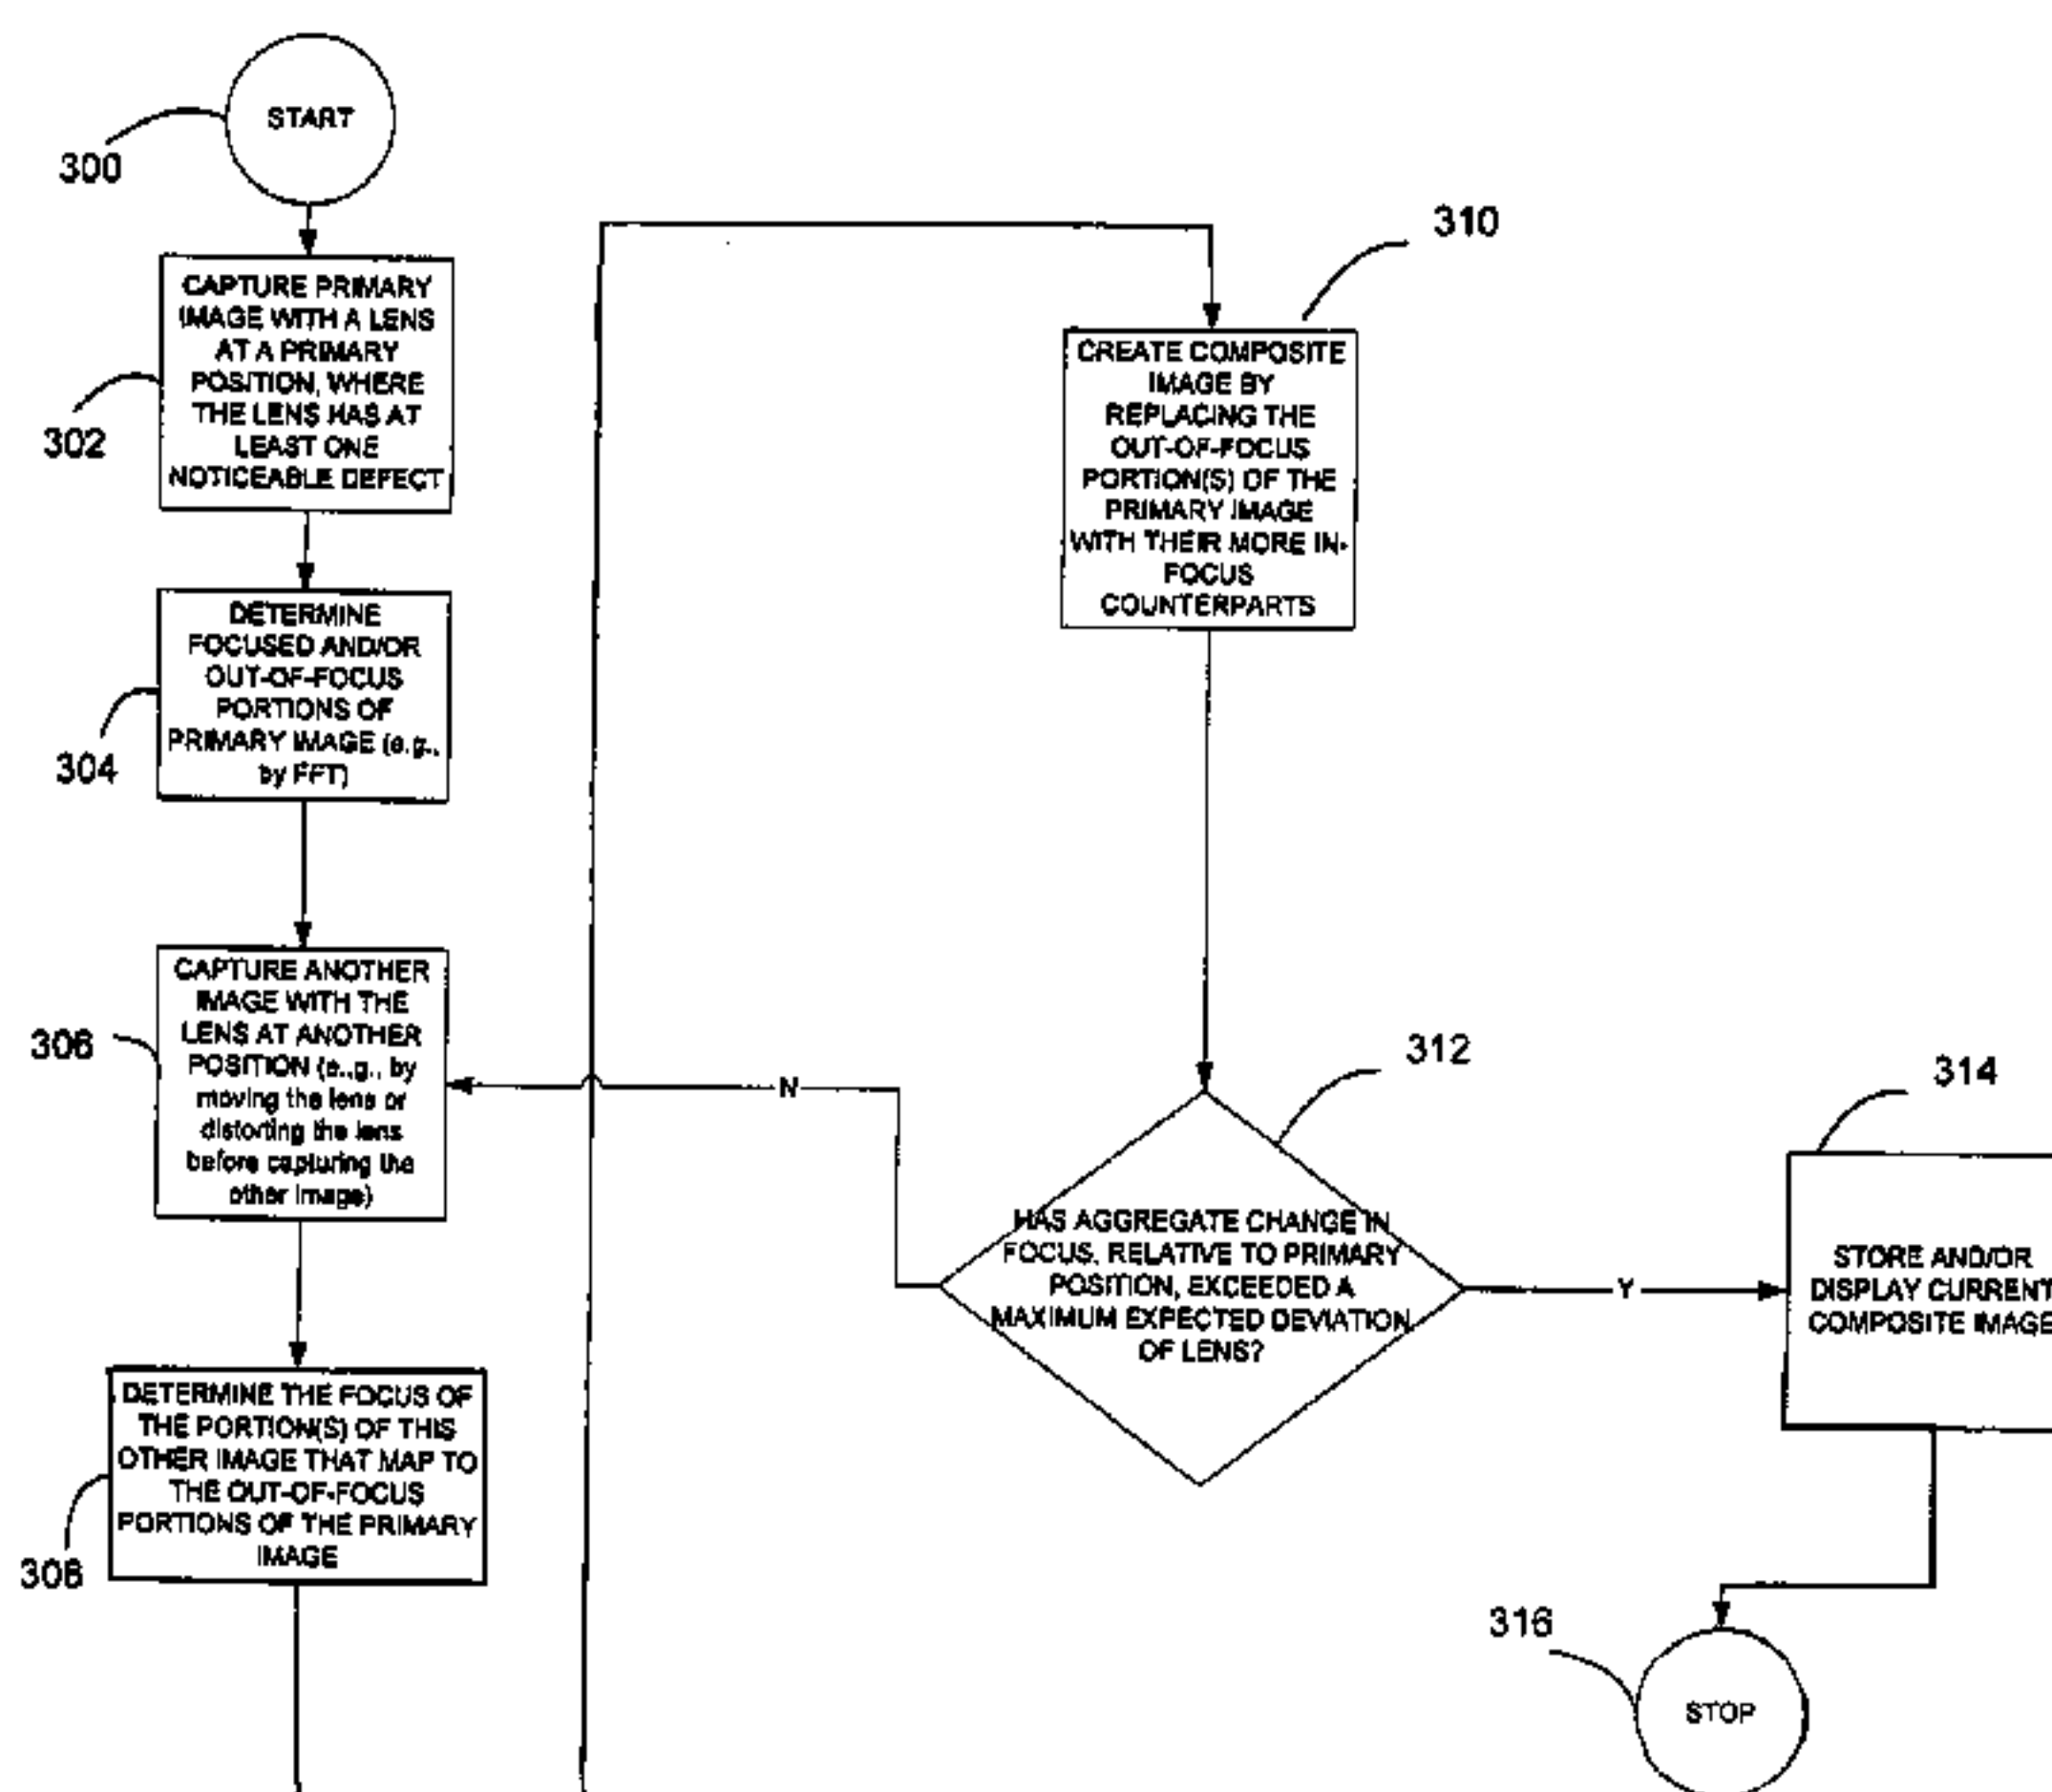 START
300
CAPTURE PRIMARY
IMAGE WITH A LENS
AT A PRIMARY
POSITION, WHERE
THE LENS HAS AT
LEAST ONE
NOTICEABLE DEFECT
302
DETERMINE
FOCUSED AND/OR
OUT-OF-FOCUS
PORTIONS OF
PRIMARY IMAGE (e.g.,
by FFT)
304
CAPTURE ANOTHER
IMAGE WITH THE
LENS AT ANOTHER
POSITION (e.,g., by
moving the lens or
distorting the lens
before capturing the
other image)
306
DETERMINE THE FOCUS OF
THE PORTION(S) OF THIS
OTHER IMAGE THAT MAP TO
THE OUT-OF-FOCUS
PORTIONS OF THE PRIMARY
IMAGE
308
310
CREATE COMPOSITE
IMAGE BY
REPLACING THE
OUT-OF-FOCUS
PORTION(S) OF THE
PRIMARY IMAGE
WITH THEIR MORE IN-
FOCUS
COUNTERPARTS
312
HAS AGGREGATE CHANGE IN
FOCUS, RELATIVE TO PRIMARY
POSITION, EXCEEDED A
MAXIMUM EXPECTED DEVIATION
OF LENS?
N
Y
314
STORE AND/OR
DISPLAY CURRENT
COMPOSITE IMAGE
316
STOP